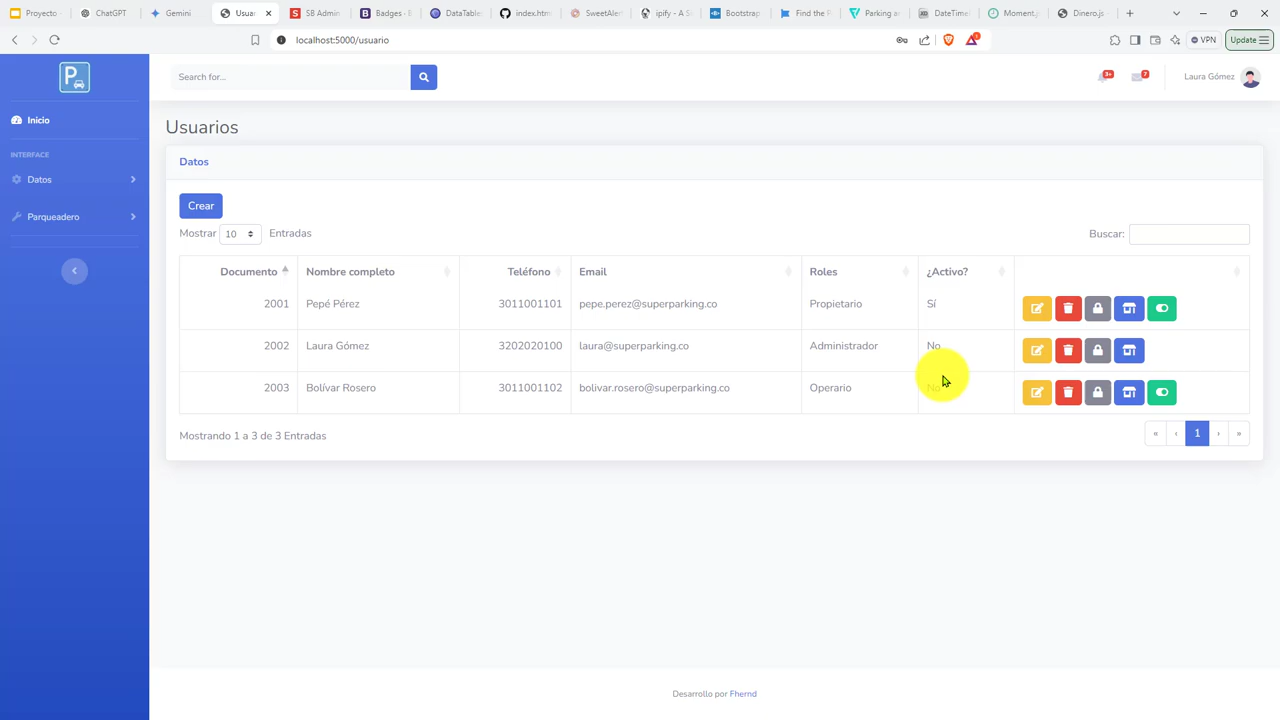 Proyecto
ChatGPT
Gemini
Usuar
SB Admin
Badges · B
DataTable
index.htm
SweetAlert
ipify - A S
Bootstrap
Find the P
Parking ar
DateTime
Moment.j
Dinero.js
localhost:5000/usuario
VPN
Update
P
Search for...
3+
7
Laura Gómez
Inicio
INTERFACE
Datos
Parqueadero
Usuarios
Datos
Crear
Mostrar 10 Entradas
Buscar:
Documento Nombre completo Teléfono Email Roles ¿Activo?
2001 Pepé Pérez 3011001101 pepe.perez@superparking.co Propietario Sí
2002 Laura Gómez 3202020100 laura@superparking.co Administrador No
2003 Bolívar Rosero 3011001102 bolivar.rosero@superparking.co Operario No
Mostrando 1 a 3 de 3 Entradas
« ‹ 1 › »
Desarrollo por Fhernd